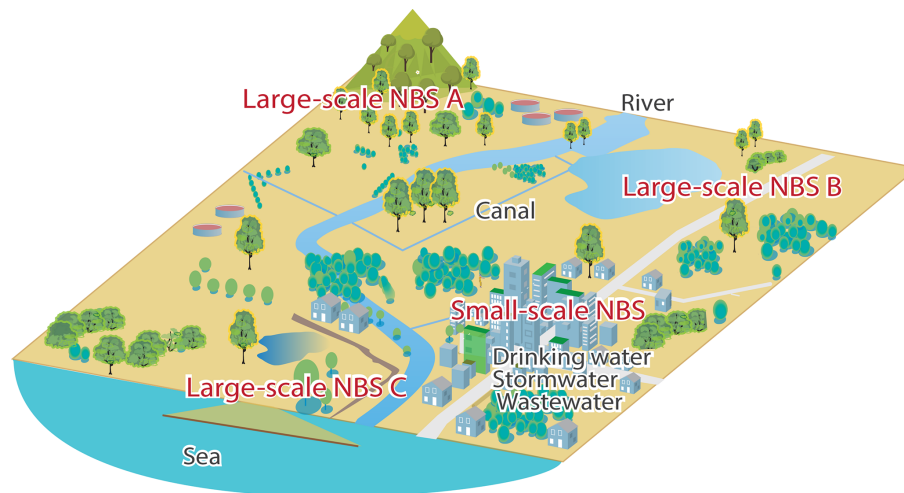 Large-scale NBS A
River
Large-scale NBS B
Canal
Small-scale NBS
Drinking water
Stormwater
Wastewater
Large-scale NBS C
Sea